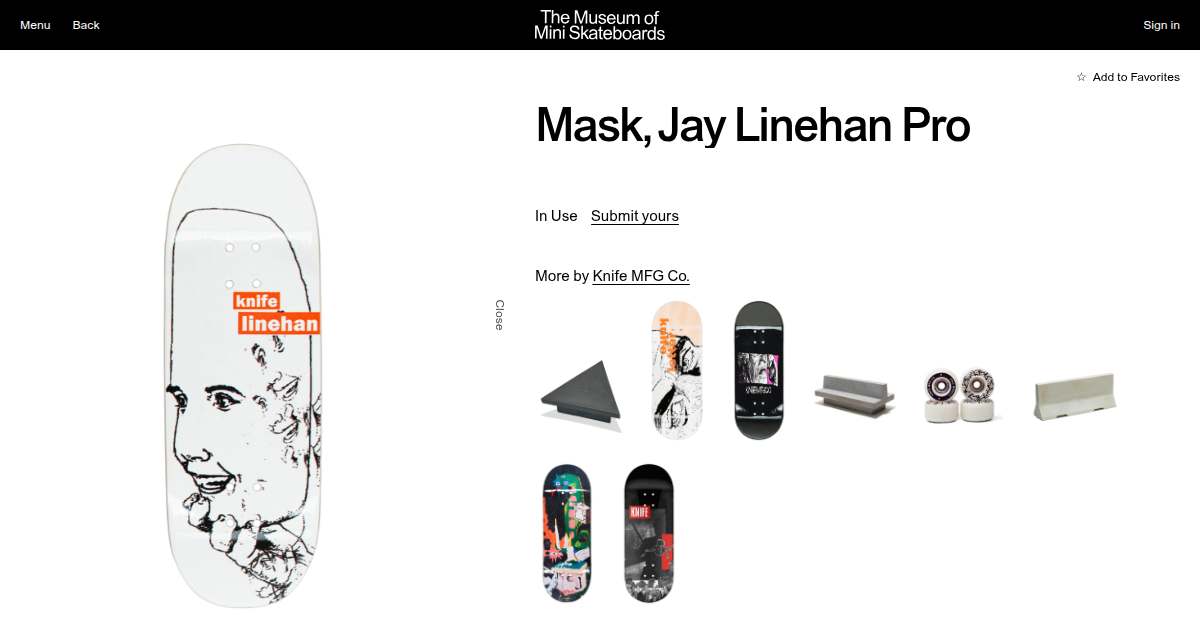 Menu
Back
The Museum of
Mini Skateboards
Sign in
☆ Add to Favorites
Mask, Jay Linehan Pro
knife
linehan
In Use
Submit yours
More by Knife MFG Co.
Close
knife
KNIFE